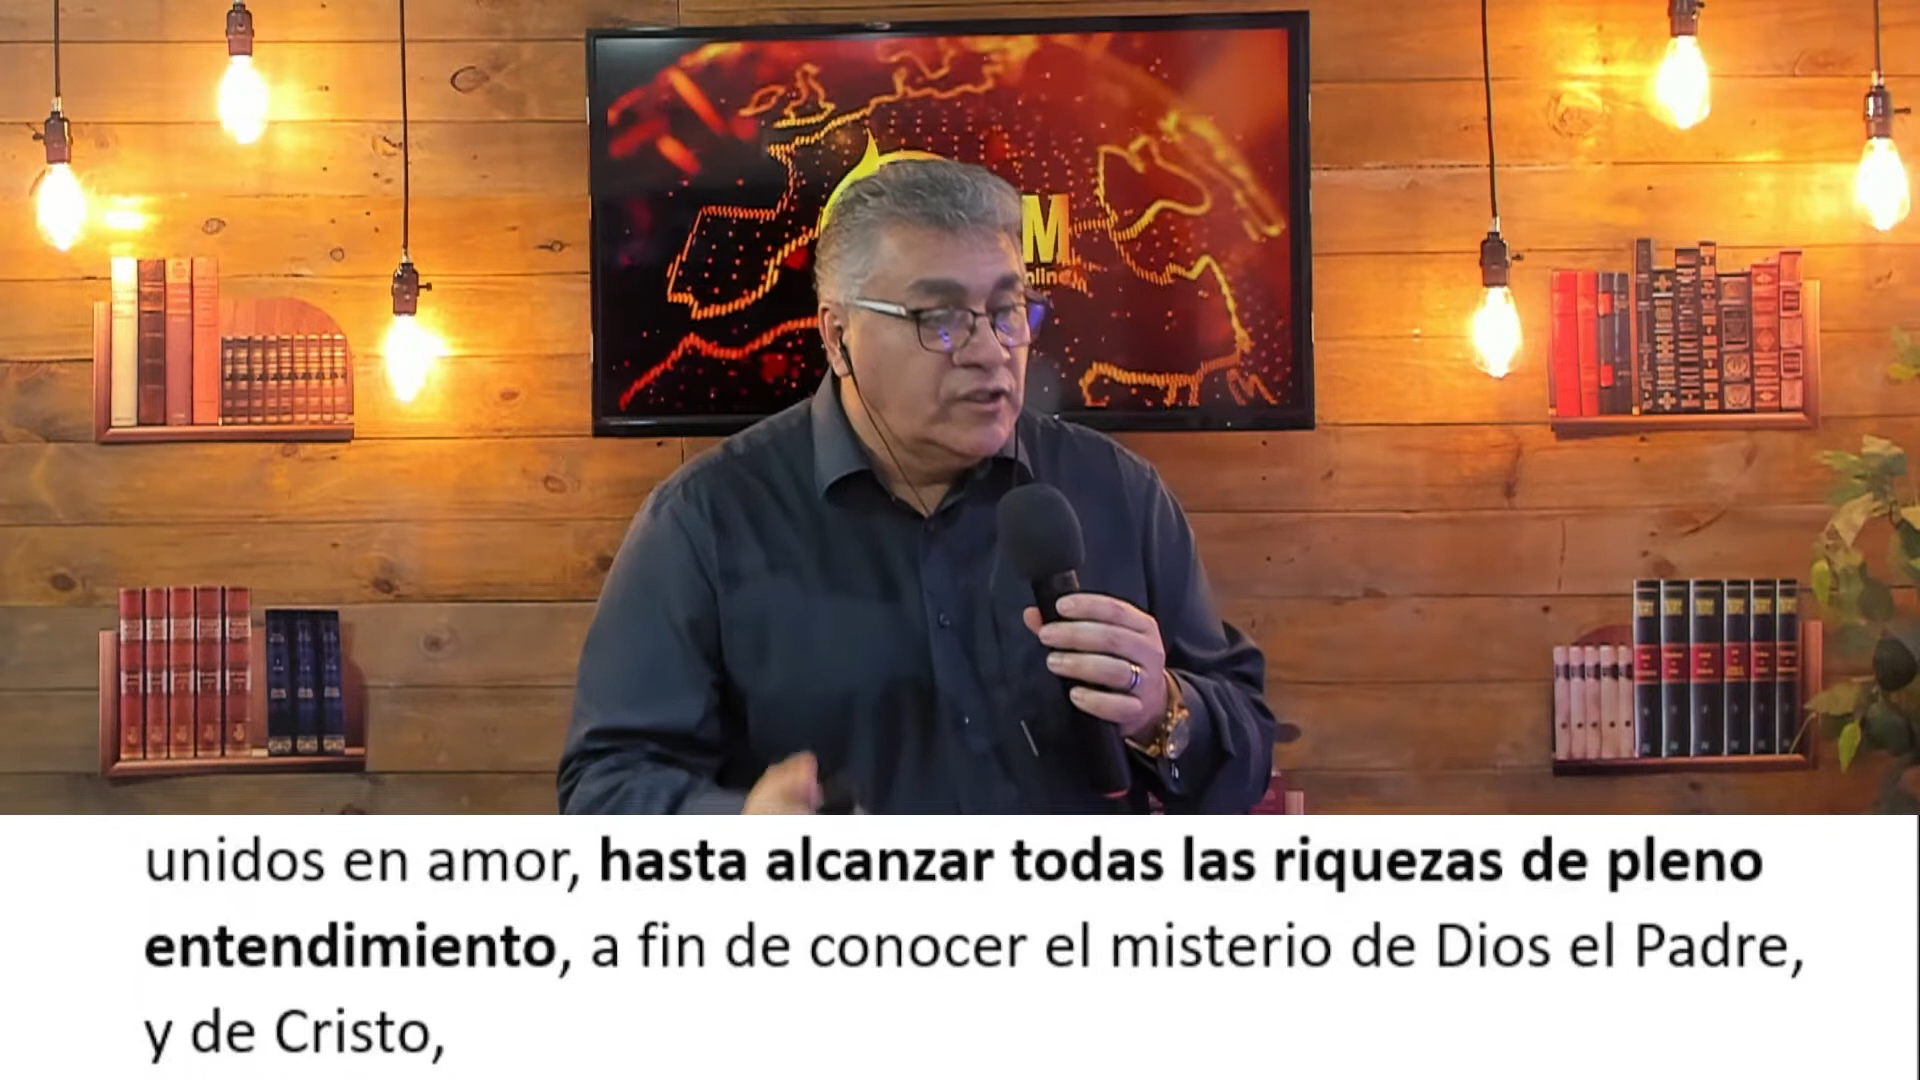 M
unidos en amor, hasta alcanzar todas las riquezas de pleno
entendimiento, a fin de conocer el misterio de Dios el Padre,
y de Cristo,